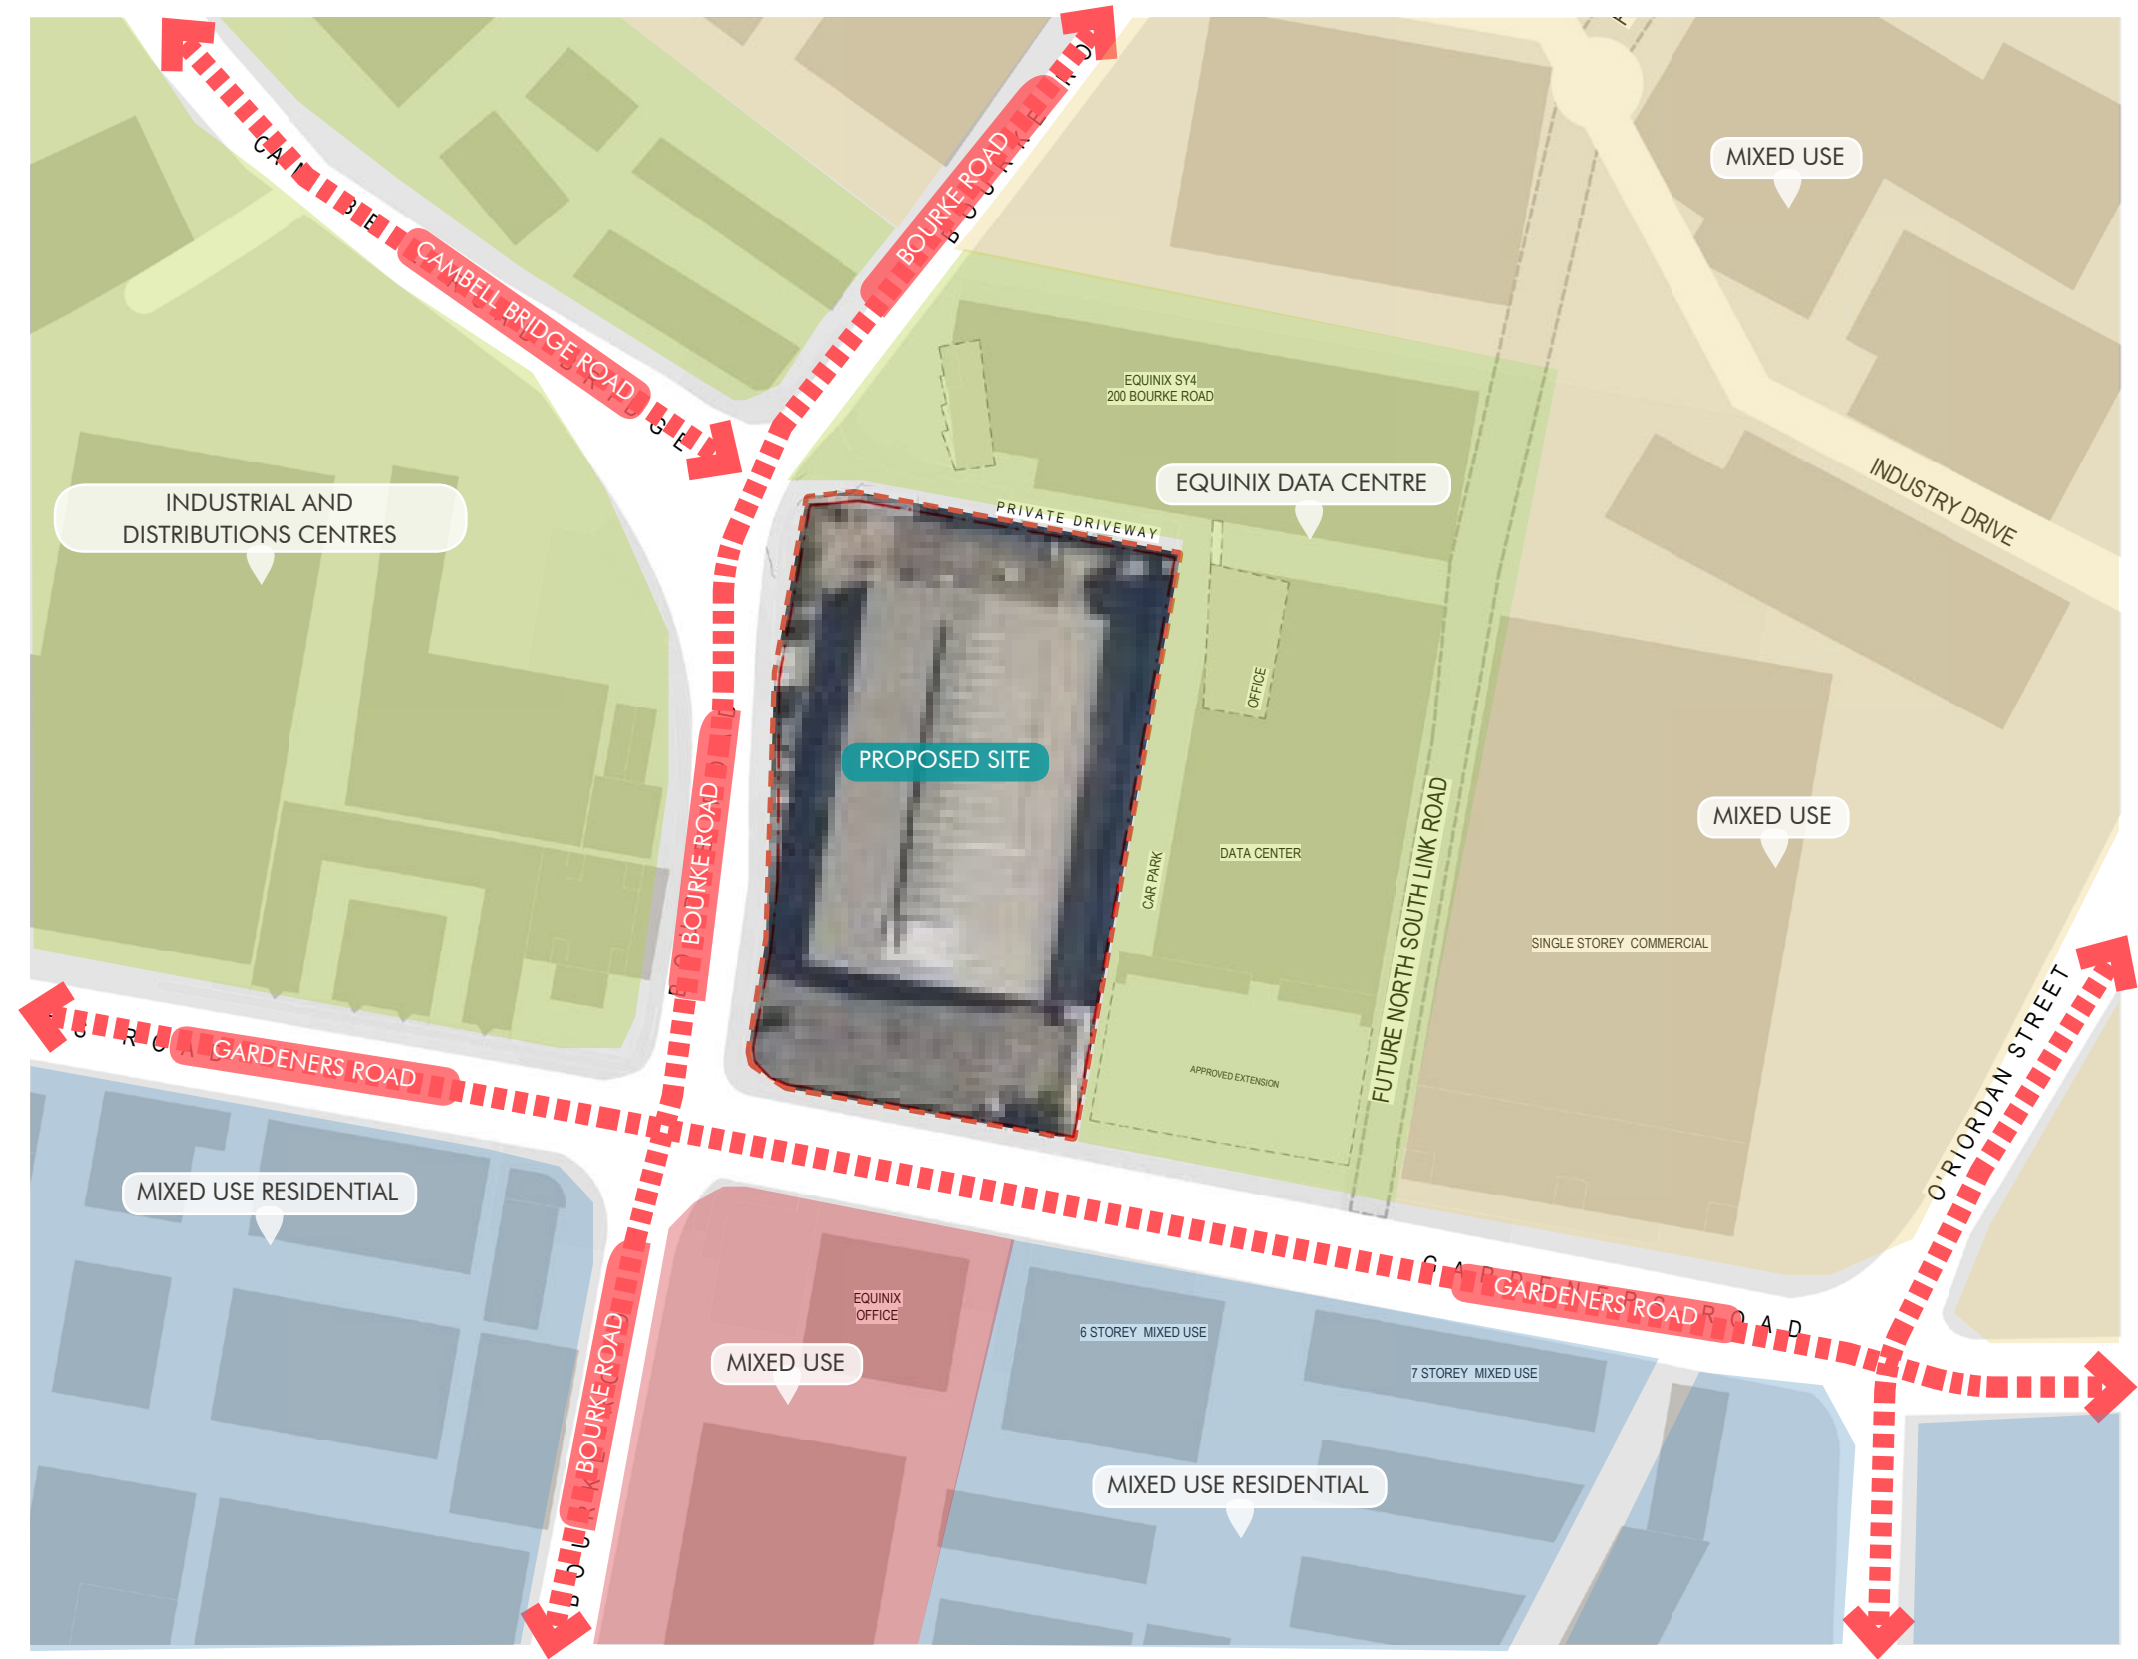 BOURKE ROAD
BOURKE RD
MIXED USE
CAMBELL BRIDGE ROAD
EQUINIX SY4
200 BOURKE ROAD
EQUINIX DATA CENTRE
INDUSTRY DRIVE
INDUSTRIAL AND
DISTRIBUTIONS CENTRES
PRIVATE DRIVEWAY
OFFICE
PROPOSED SITE
MIXED USE
BOURKE ROAD
DATA CENTER
CAR PARK
FUTURE NORTH SOUTH LINK ROAD
SINGLE STOREY COMMERCIAL
O'RIORDAN STREET
GARDENERS ROAD
APPROVED EXTENSION
MIXED USE RESIDENTIAL
EQUINIX
OFFICE
GARDENERS ROAD
6 STOREY MIXED USE
MIXED USE
7 STOREY MIXED USE
BOURKE ROAD
MIXED USE RESIDENTIAL